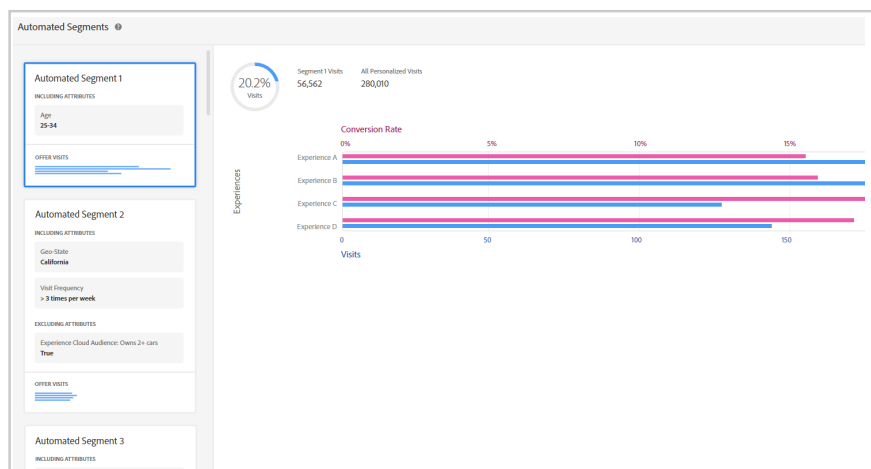 Automated Segments
Automated Segment 1
INCLUDING ATTRIBUTES
Age
25-34
OFFER VISITS
Automated Segment 2
INCLUDING ATTRIBUTES
Geo-State
California
Visit Frequency
> 3 times per week
EXCLUDING ATTRIBUTES
Experience Cloud Audience: Owns 2+ cars
True
OFFER VISITS
Automated Segment 3
INCLUDING ATTRIBUTES
20.2%
Visits
Segment 1 Visits All Personalized Visits
56,562 280,010
Conversion Rate
0% 5% 10% 15%
Experiences
Experience A
Experience B
Experience C
Experience D
0 50 100 150
Visits